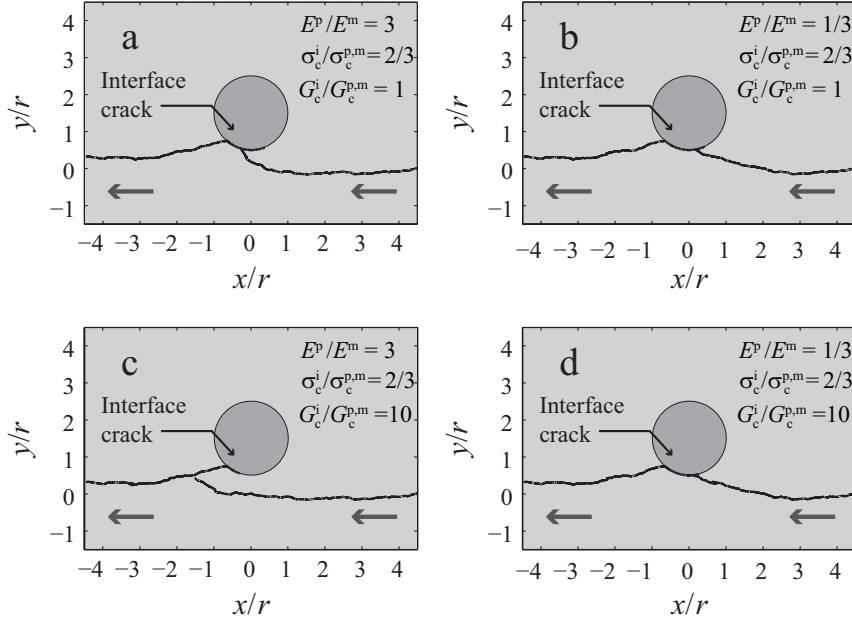 a
E^p/E^m = 3
σ_c^i/σ_c^{p,m} = 2/3
G_c^i/G_c^{p,m} = 1
Interface
crack
y/r
4
3
2
1
0
−1
−4 −3 −2 −1 0 1 2 3 4
x/r
b
E^p/E^m = 1/3
σ_c^i/σ_c^{p,m} = 2/3
G_c^i/G_c^{p,m} = 1
Interface
crack
y/r
4
3
2
1
0
−1
−4 −3 −2 −1 0 1 2 3 4
x/r
c
E^p/E^m = 3
σ_c^i/σ_c^{p,m} = 2/3
G_c^i/G_c^{p,m} = 10
Interface
crack
y/r
4
3
2
1
0
−1
−4 −3 −2 −1 0 1 2 3 4
x/r
d
E^p/E^m = 1/3
σ_c^i/σ_c^{p,m} = 2/3
G_c^i/G_c^{p,m} = 10
Interface
crack
y/r
4
3
2
1
0
−1
−4 −3 −2 −1 0 1 2 3 4
x/r